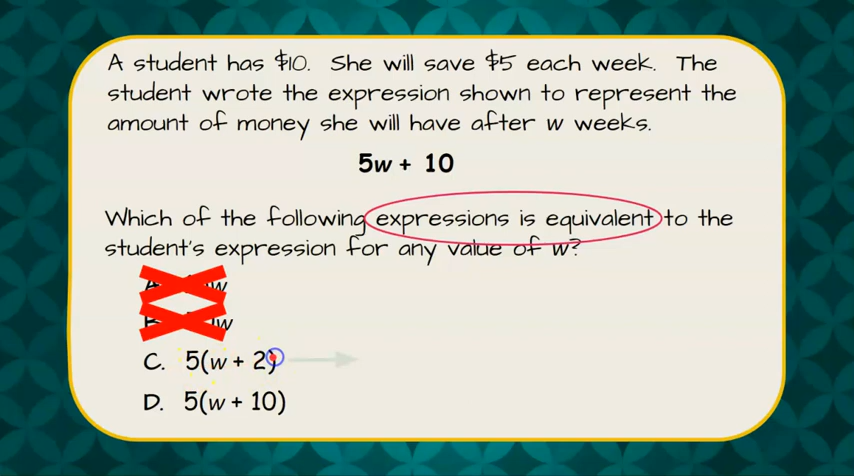 A student has $10. She will save $5 each week. The
student wrote the expression shown to represent the
amount of money she will have after w weeks.
5w + 10
Which of the following expressions is equivalent to the
student's expression for any value of w?
A. w
B. w
C. 5(w + 2)
D. 5(w + 10)